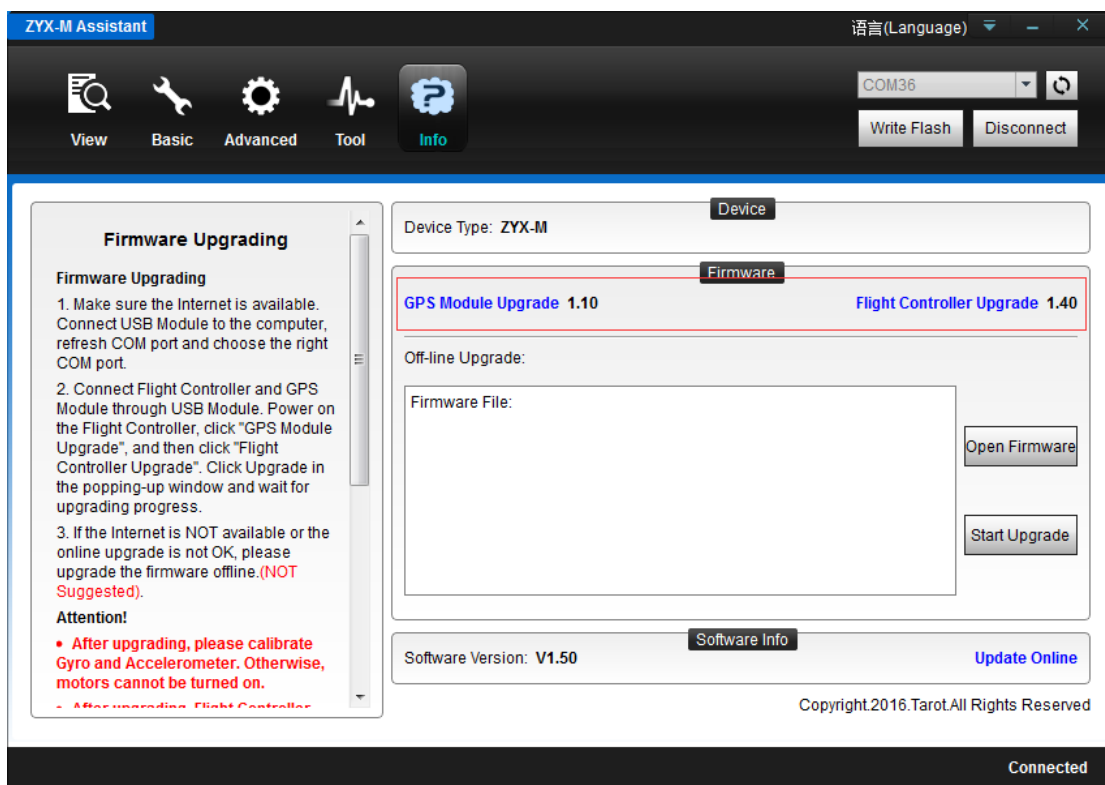 ZYX-M Assistant
语言(Language)
View
Basic
Advanced
Tool
Info
COM36
Write Flash
Disconnect
Firmware Upgrading
Firmware Upgrading
1. Make sure the Internet is available.
Connect USB Module to the computer,
refresh COM port and choose the right
COM port.
2. Connect Flight Controller and GPS
Module through USB Module. Power on
the Flight Controller, click "GPS Module
Upgrade", and then click "Flight
Controller Upgrade". Click Upgrade in
the popping-up window and wait for
upgrading progress.
3. If the Internet is NOT available or the
online upgrade is not OK, please
upgrade the firmware offline.(NOT
Suggested).
Attention!
• After upgrading, please calibrate
Gyro and Accelerometer. Otherwise,
motors cannot be turned on.
• After upgrading, Flight Controller
Device
Device Type: ZYX-M
Firmware
GPS Module Upgrade 1.10
Flight Controller Upgrade 1.40
Off-line Upgrade:
Firmware File:
Open Firmware
Start Upgrade
Software Info
Software Version: V1.50
Update Online
Copyright.2016.Tarot.All Rights Reserved
Connected